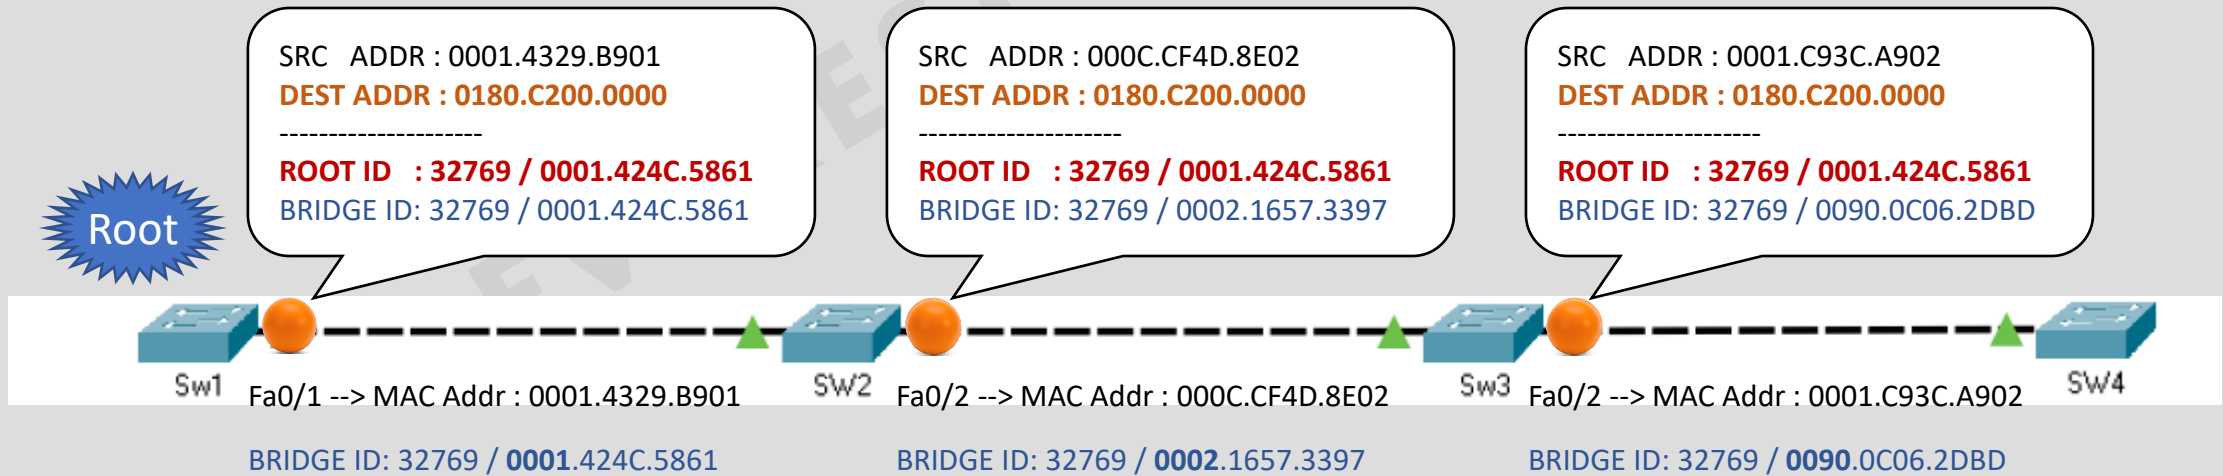 SRC ADDR : 0001.4329.B901
DEST ADDR : 0180.C200.0000
---------------------
ROOT ID : 32769 / 0001.424C.5861
BRIDGE ID: 32769 / 0001.424C.5861
SRC ADDR : 000C.CF4D.8E02
DEST ADDR : 0180.C200.0000
---------------------
ROOT ID : 32769 / 0001.424C.5861
BRIDGE ID: 32769 / 0002.1657.3397
SRC ADDR : 0001.C93C.A902
DEST ADDR : 0180.C200.0000
---------------------
ROOT ID : 32769 / 0001.424C.5861
BRIDGE ID: 32769 / 0090.0C06.2DBD
Root
Sw1
Fa0/1 --> MAC Addr : 0001.4329.B901
SW2
Fa0/2 --> MAC Addr : 000C.CF4D.8E02
Sw3
Fa0/2 --> MAC Addr : 0001.C93C.A902
SW4
BRIDGE ID: 32769 / 0001.424C.5861
BRIDGE ID: 32769 / 0002.1657.3397
BRIDGE ID: 32769 / 0090.0C06.2DBD